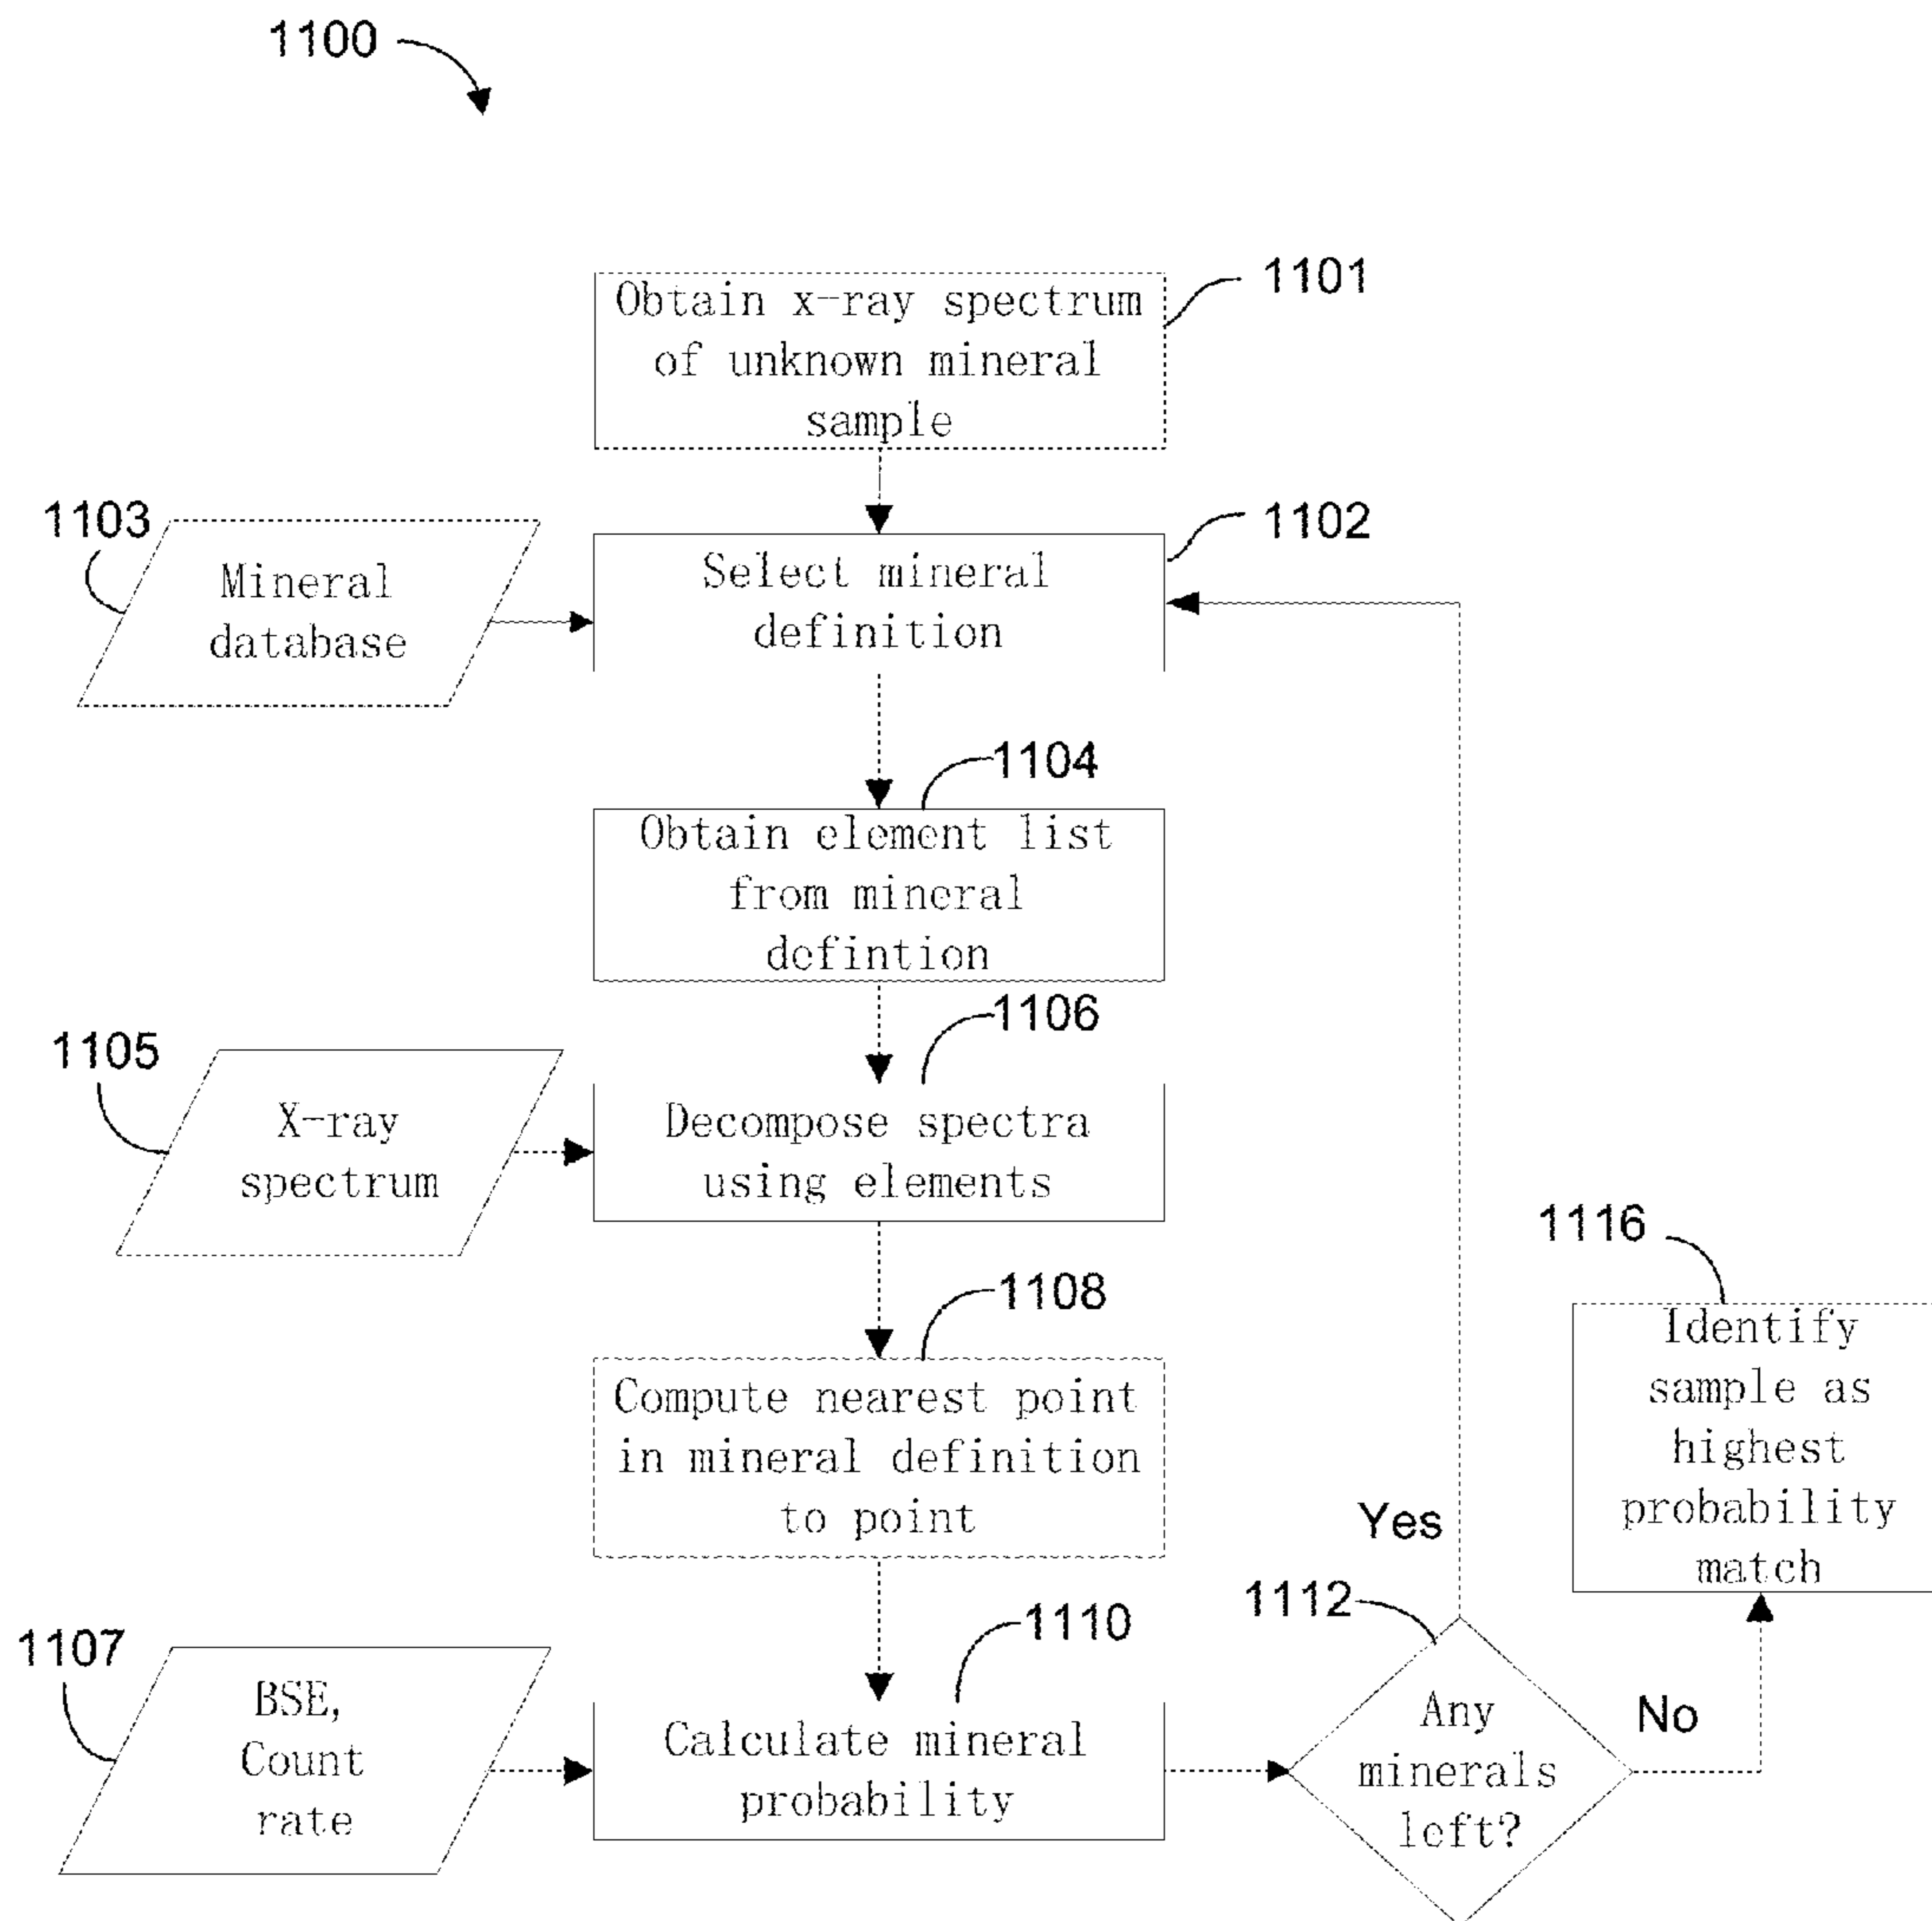 1100
1101
Obtain x-ray spectrum
of unknown mineral
sample
1103
Mineral
database
1102
Select mineral
definition
1104
Obtain element list
from mineral
defintion
1105
X-ray
spectrum
1106
Decompose spectra
using elements
1108
Compute nearest point
in mineral definition
to point
1107
BSE,
Count
rate
1110
Calculate mineral
probability
1112
Any
minerals
left?
Yes
No
1116
Identify
sample as
highest
probability
match